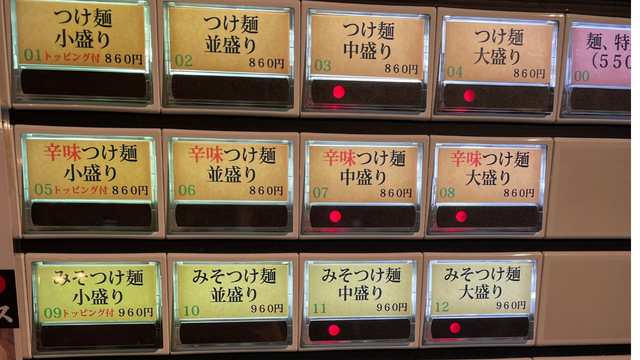 つけ麺
小盛り
01トッピング付 860円
つけ麺
並盛り
02 860円
つけ麺
中盛り
03 860円
つけ麺
大盛り
04 860円
麺、特
(550
00
辛味つけ麺
小盛り
05トッピング付 860円
辛味つけ麺
並盛り
06 860円
辛味つけ麺
中盛り
07 860円
辛味つけ麺
大盛り
08 860円
みそつけ麺
小盛り
09トッピング付 960円
みそつけ麺
並盛り
10 960円
みそつけ麺
中盛り
11 960円
みそつけ麺
大盛り
12 960円
ス